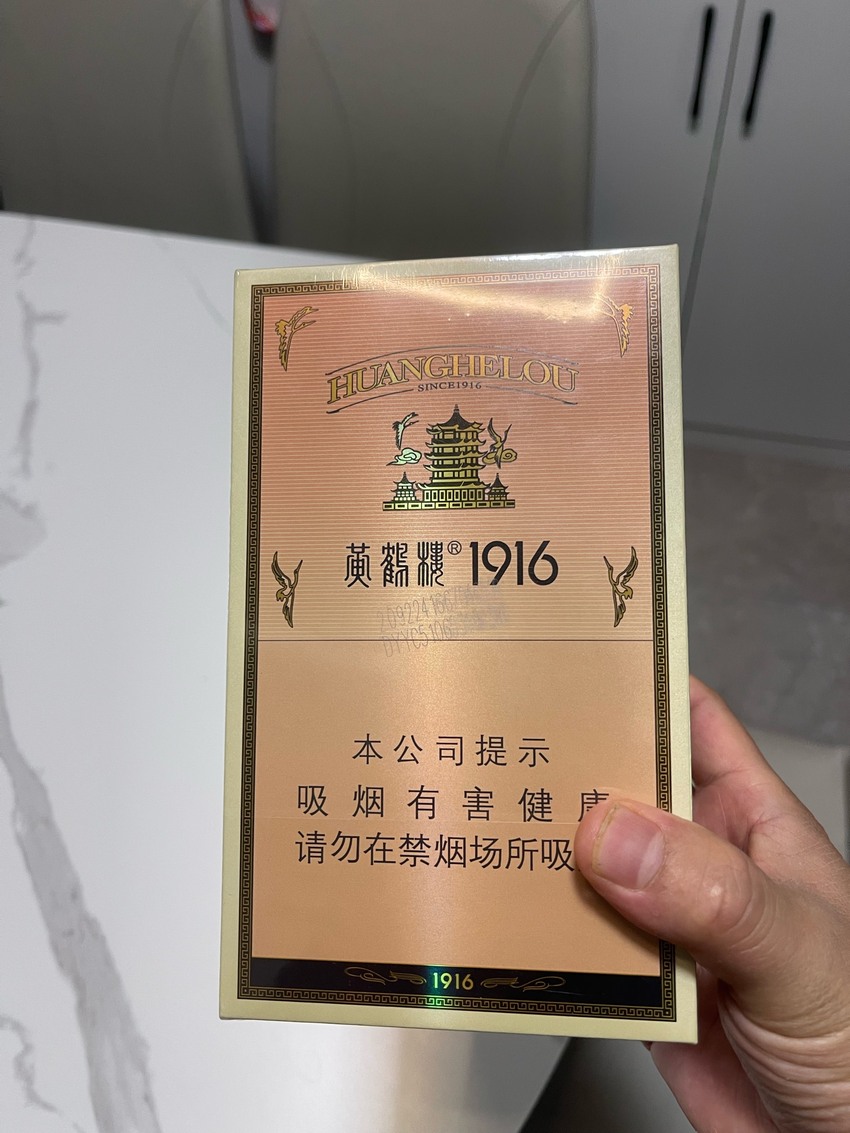 HUANGHELOU
SINCE1916
黄鹤楼® 1916
本公司提示
吸烟有害健康
请勿在禁烟场所吸
1916